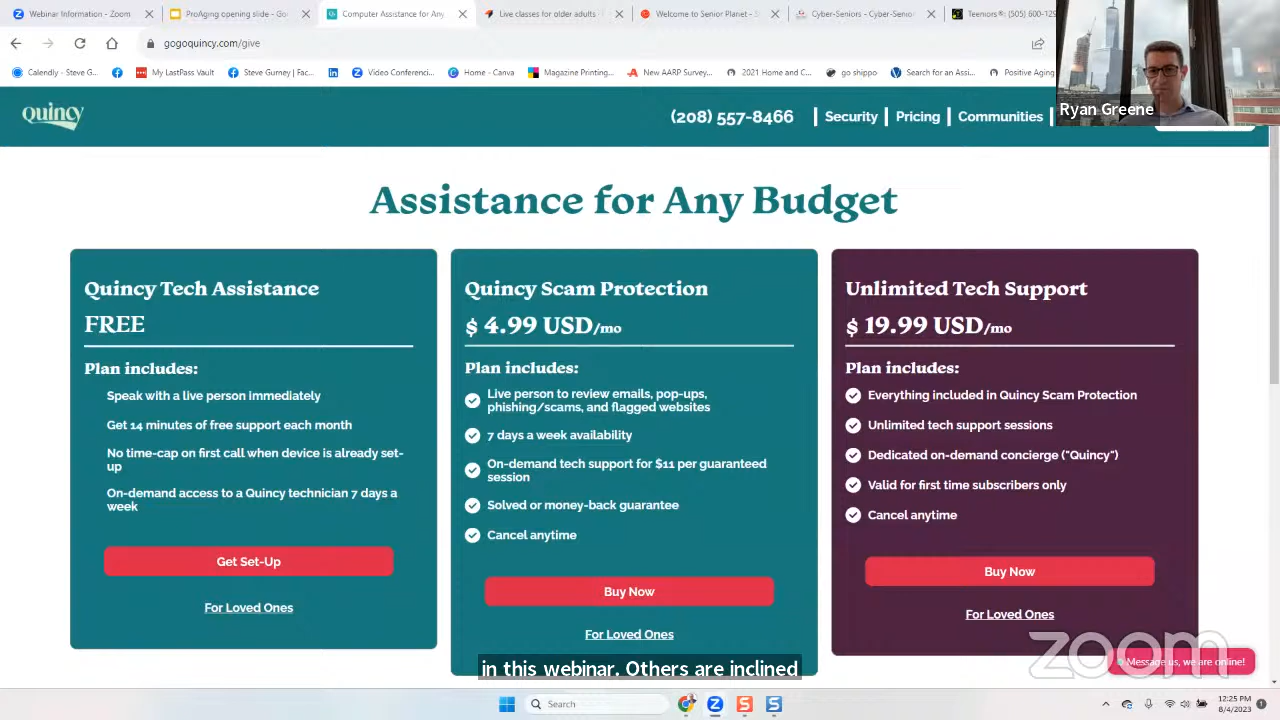 Webinar Information - Go
ProAging opening slide - Goo
Computer Assistance for Any
Live classes for older adults
Welcome to Senior Planet - S
Cyber-Seniors - Cyber-Senio
Teeniors® (505) 600-129
gogoquincy.com/give
Calendly - Steve G...
My LastPass Vault
Steve Gurney | Fac...
Video Conferenci...
Home - Canva
Magazine Printing,...
New AARP Survey...
2021 Home and C...
go shippo
Search for an Assi...
Positive Aging
Ryan Greene
quincy
(208) 557-8466
Security
Pricing
Communities
Assistance for Any Budget
Quincy Tech Assistance
FREE
Plan includes:
Speak with a live person immediately
Get 14 minutes of free support each month
No time-cap on first call when device is already set-
up
On-demand access to a Quincy technician 7 days a
week
Get Set-Up
For Loved Ones
Quincy Scam Protection
$ 4.99 USD/mo
Plan includes:
Live person to review emails, pop-ups,
phishing/scams, and flagged websites
7 days a week availability
On-demand tech support for $11 per guaranteed
session
Solved or money-back guarantee
Cancel anytime
Buy Now
For Loved Ones
Unlimited Tech Support
$ 19.99 USD/mo
Plan includes:
Everything included in Quincy Scam Protection
Unlimited tech support sessions
Dedicated on-demand concierge ("Quincy")
Valid for first time subscribers only
Cancel anytime
Buy Now
For Loved Ones
zoom
Message us, we are online!
in this webinar. Others are inclined
Search
12:25 PM
8/4/2023